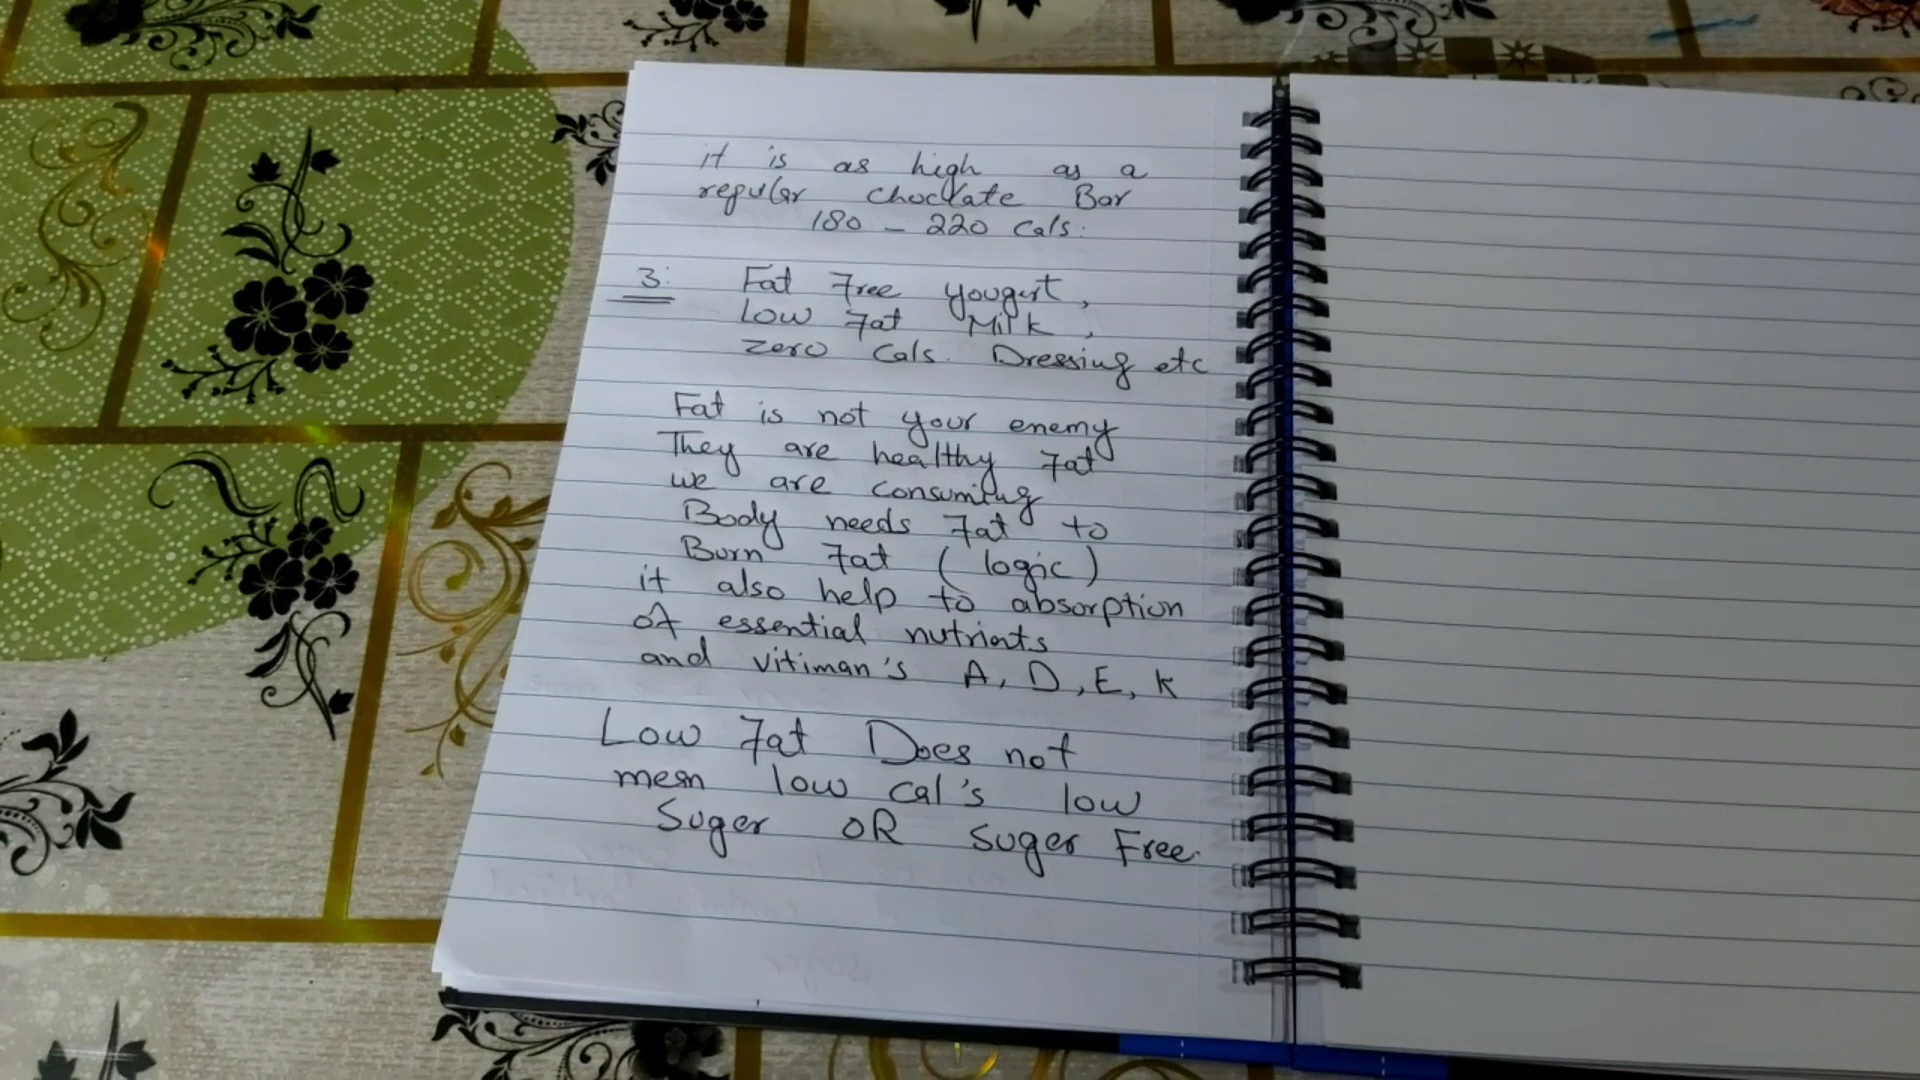 it is as high as a
regular choclate Bar
180 - 220 cals.
3: Fat Free yougurt,
Low Fat Milk,
zero cals. Dressing etc
Fat is not your enemy
They are healthy Fat
we are consuming
Body needs Fat to
Burn Fat (logic)
it also help to absorption
of essential nutrients
and vitiman's A, D, E, K
Low Fat Does not
mean low cal's low
Suger OR suger Free.